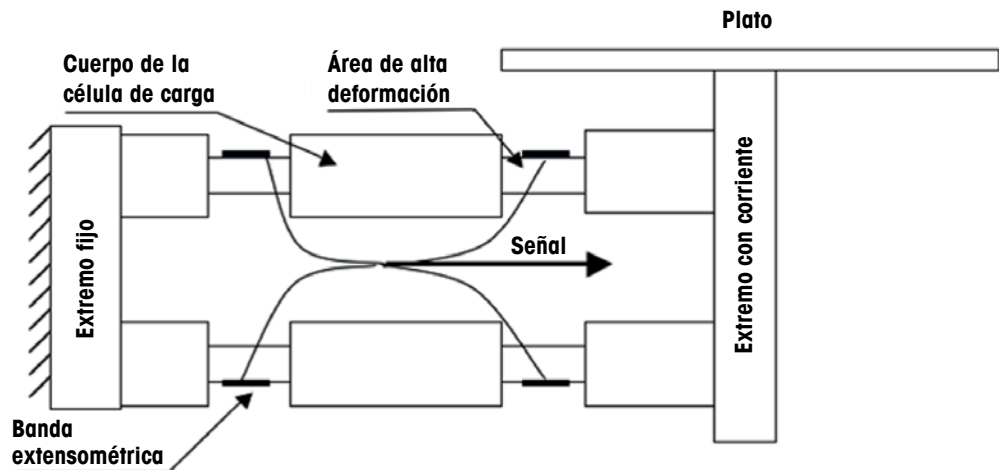 Plato
Cuerpo de la
célula de carga
Área de alta
deformación
Extremo fijo
Señal
Extremo con corriente
Banda
extensométrica